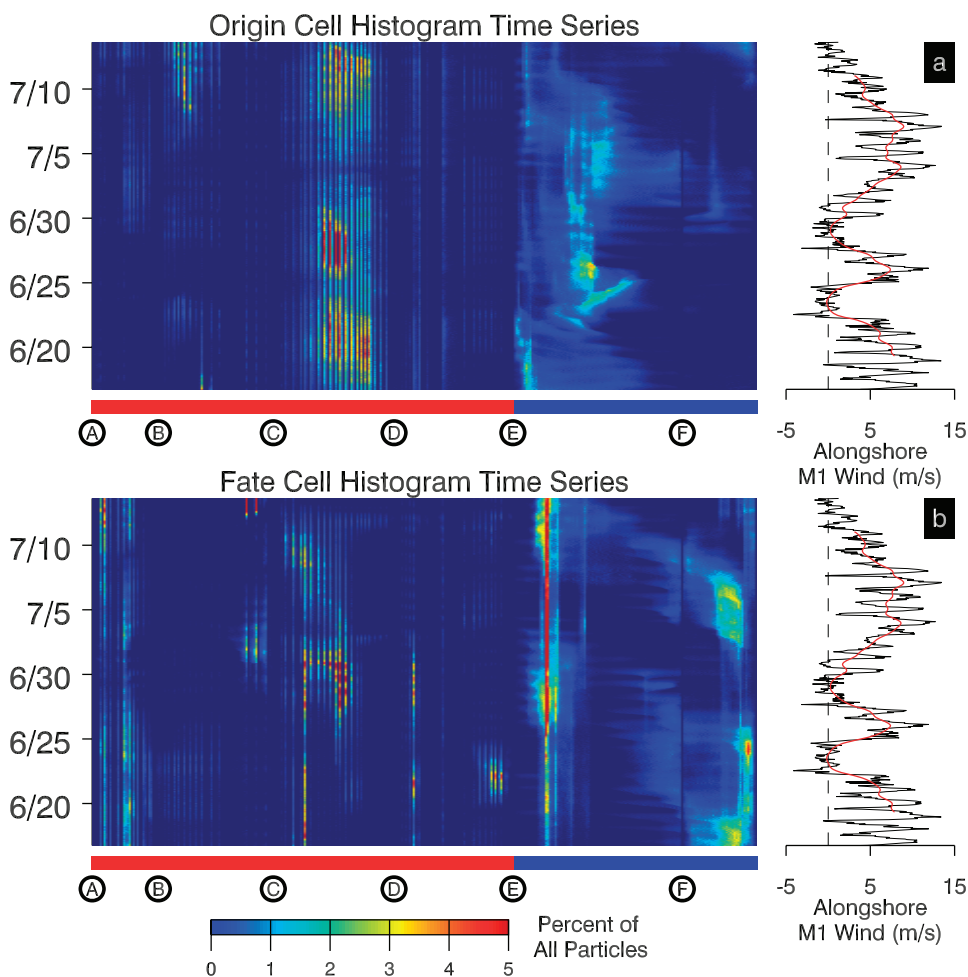 Origin Cell Histogram Time Series
a
7/10
7/5
6/30
6/25
6/20
A B C D E F
-5 5 15
Alongshore
M1 Wind (m/s)
Fate Cell Histogram Time Series
b
7/10
7/5
6/30
6/25
6/20
A B C D E F
-5 5 15
Alongshore
M1 Wind (m/s)
0 1 2 3 4 5
Percent of
All Particles